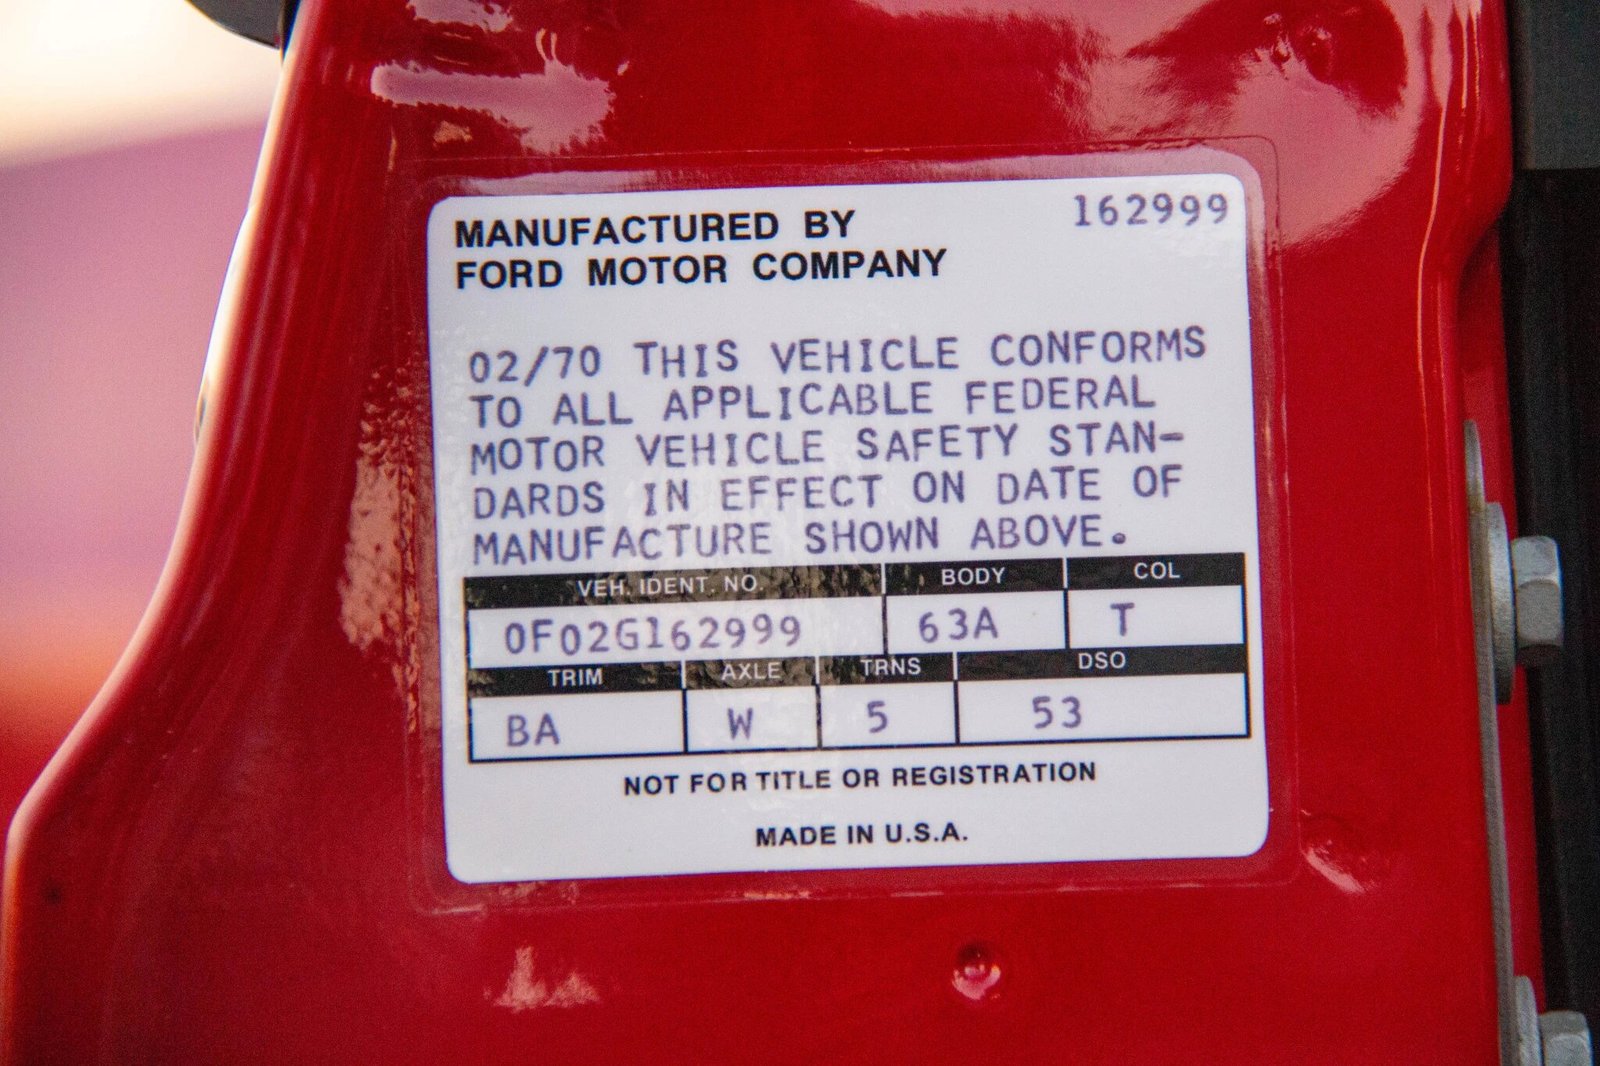 MANUFACTURED BY 162999
FORD MOTOR COMPANY
02/70 THIS VEHICLE CONFORMS
TO ALL APPLICABLE FEDERAL
MOTOR VEHICLE SAFETY STAN-
DARDS IN EFFECT ON DATE OF
MANUFACTURE SHOWN ABOVE.
VEH. IDENT. NO. BODY COL
0F02G162999 63A T
TRIM AXLE TRNS DSO
BA W 5 53
NOT FOR TITLE OR REGISTRATION
MADE IN U.S.A.